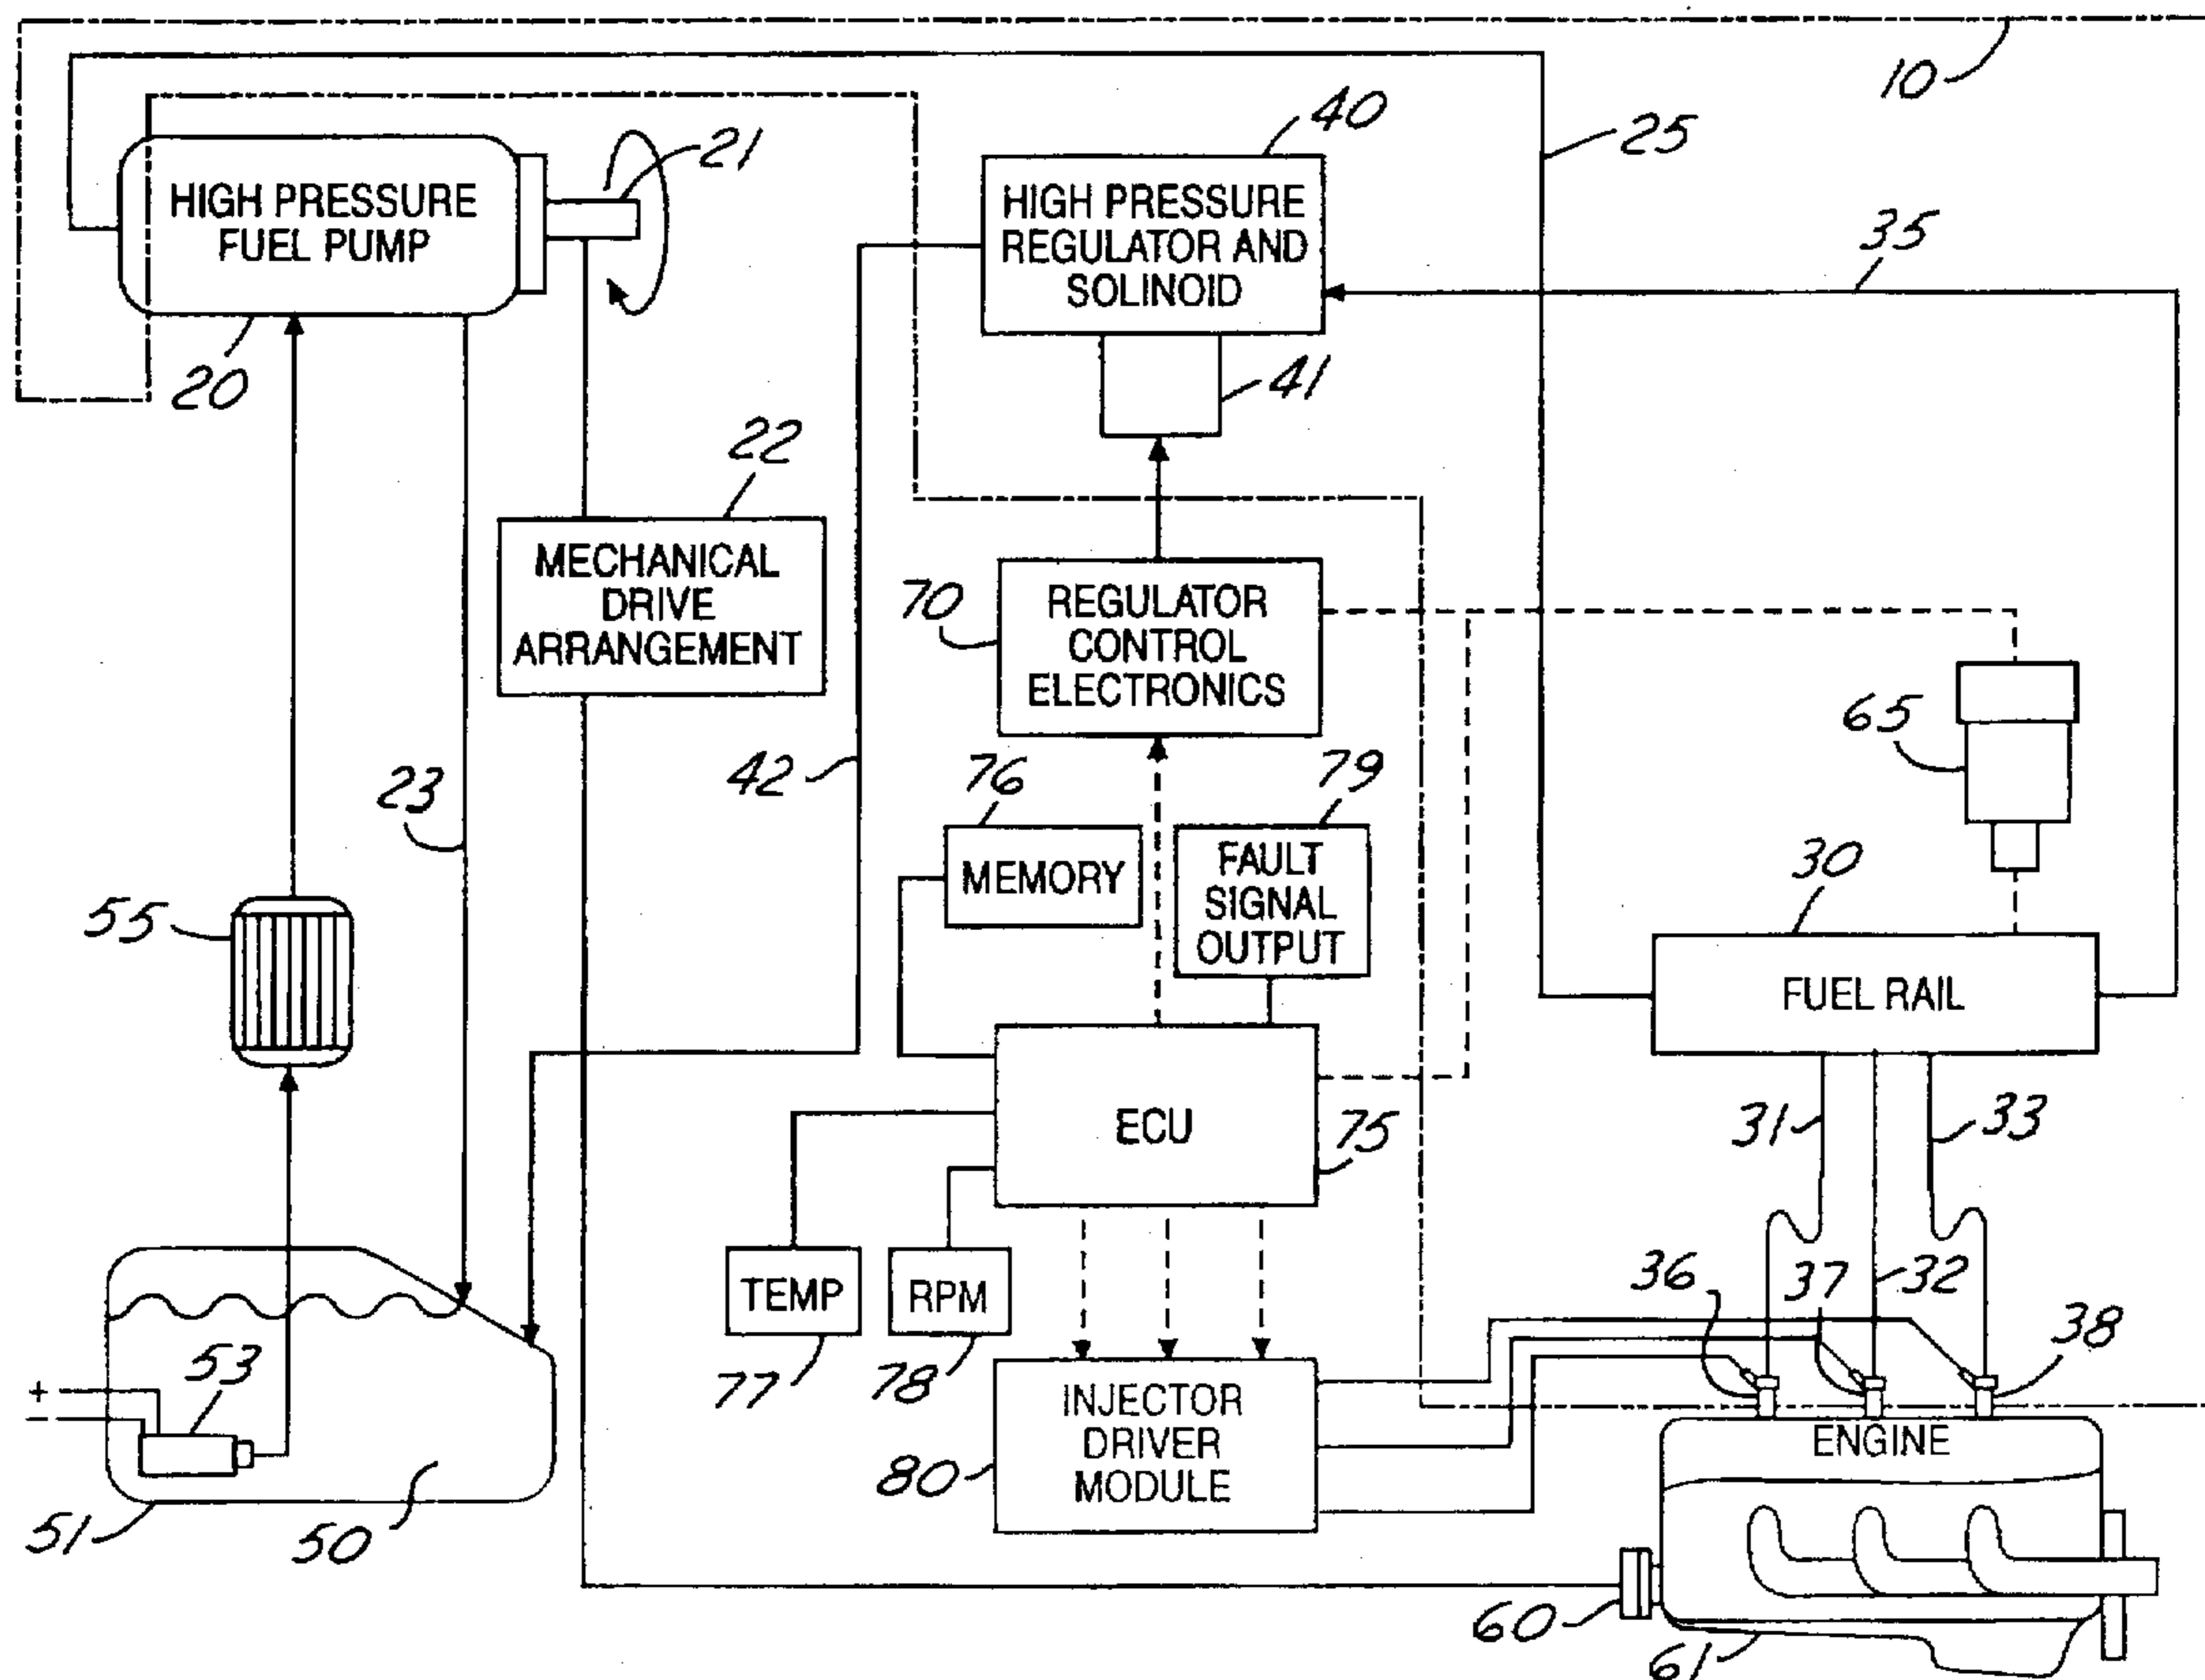 10
40
25
21
HIGH PRESSURE
FUEL PUMP
HIGH PRESSURE
REGULATOR AND
SOLINOID
35
20
41
22
MECHANICAL
DRIVE
ARRANGEMENT
70
REGULATOR
CONTROL
ELECTRONICS
65
42
76
79
23
MEMORY
FAULT
SIGNAL
OUTPUT
30
55
FUEL RAIL
ECU
75
31
33
TEMP
RPM
36
37
32
38
77
78
+
−
53
INJECTOR
DRIVER
MODULE
80
ENGINE
51
50
60
61